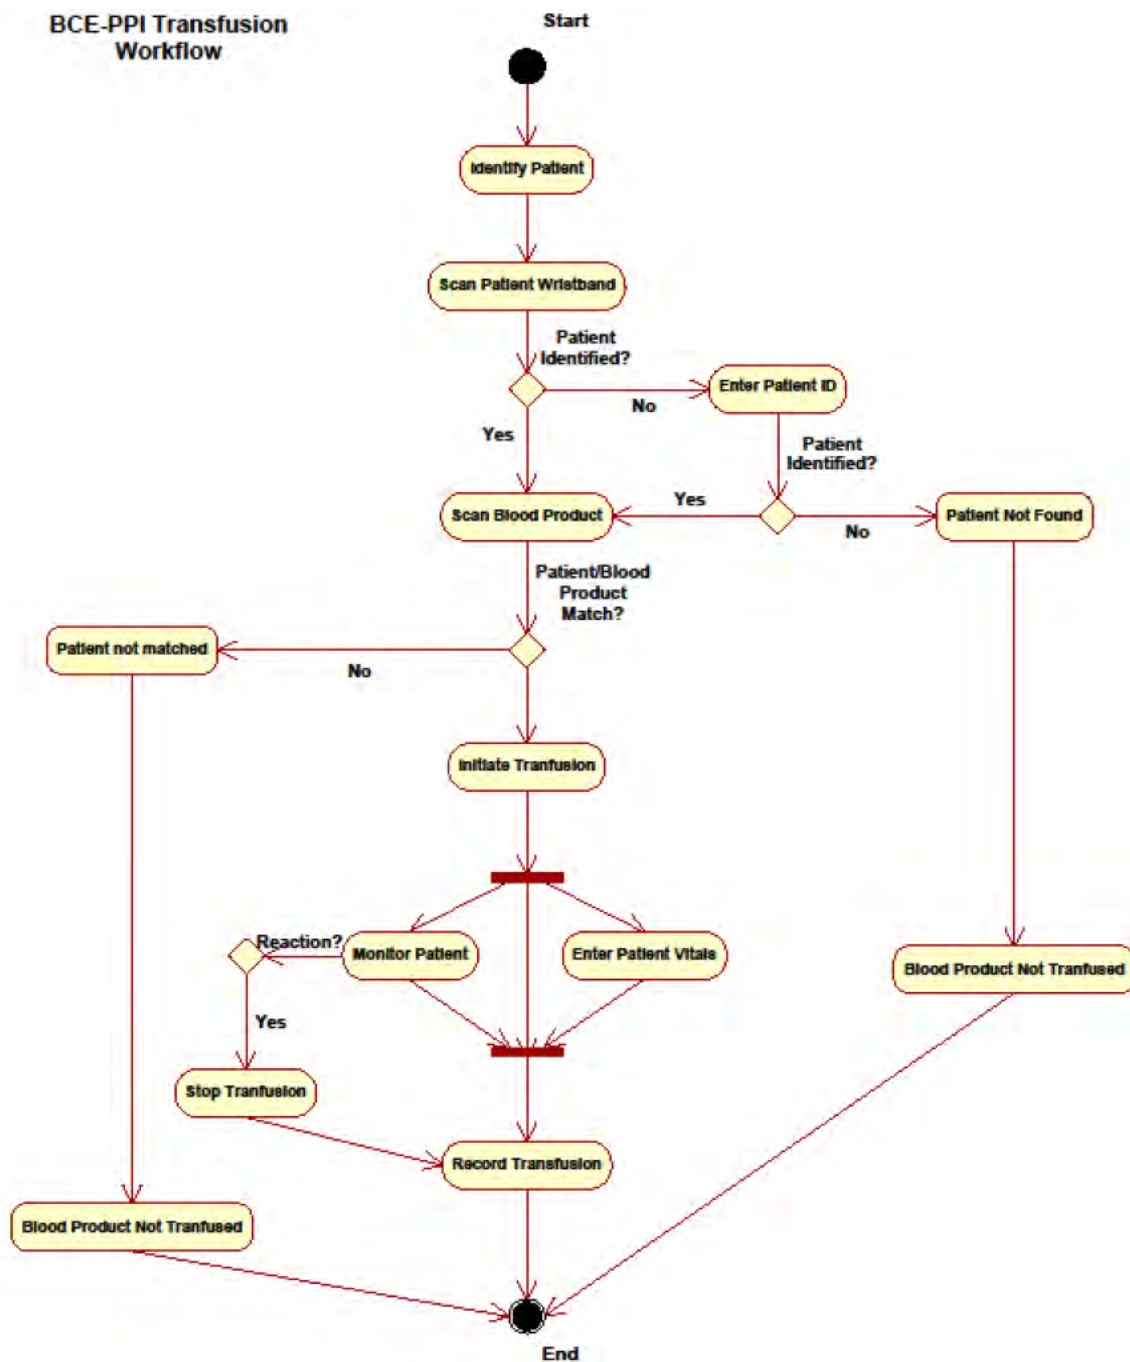 BCE-PPI Transfusion
Workflow
Start
Identify Patient
Scan Patient Wristband
Patient
Identified?
No
Enter Patient ID
Yes
Patient
Identified?
Scan Blood Product
Yes
No
Patient Not Found
Patient/Blood
Product
Match?
Patient not matched
No
Initiate Tranfusion
Reaction?
Monitor Patient
Enter Patient Vitals
Blood Product Not Tranfused
Yes
Stop Tranfusion
Record Transfusion
Blood Product Not Tranfused
End